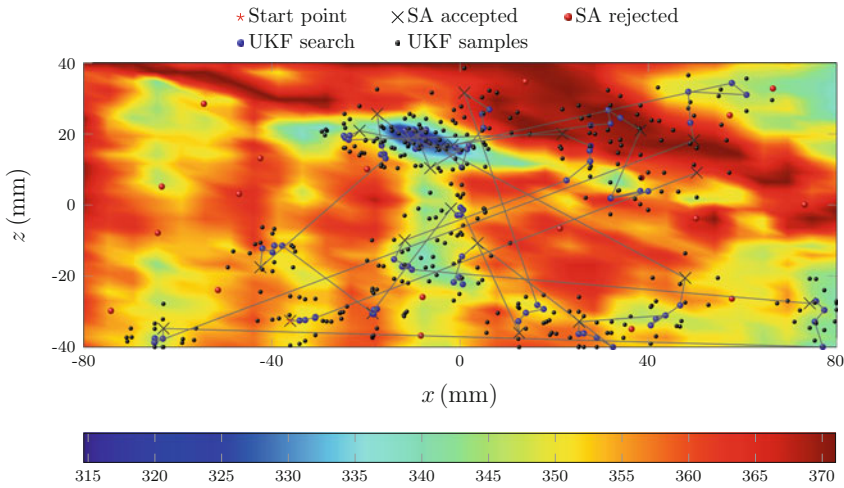 Start point SA accepted SA rejected
UKF search UKF samples
40
20
0
-20
-40
z (mm)
-80 -40 0 40 80
x (mm)
315 320 325 330 335 340 345 350 355 360 365 370